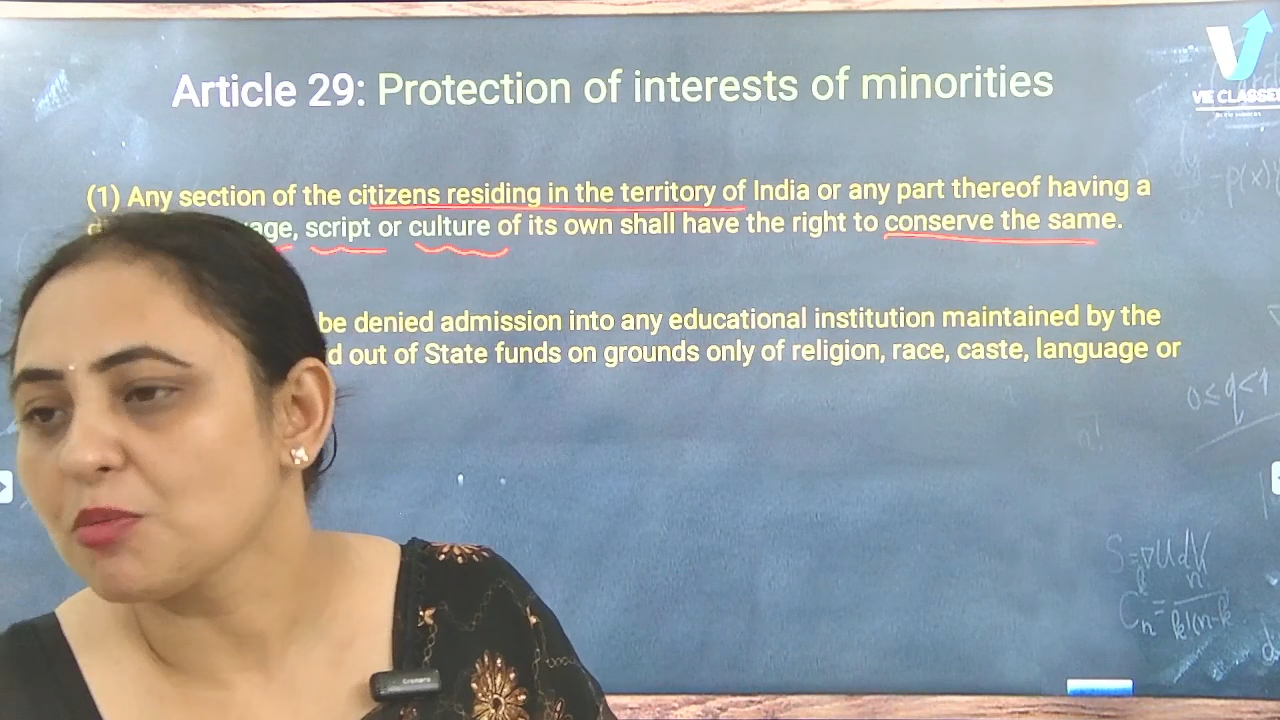 Article 29: Protection of interests of minorities
(1) Any section of the citizens residing in the territory of India or any part thereof having a
age, script or culture of its own shall have the right to conserve the same.
be denied admission into any educational institution maintained by the
d out of State funds on grounds only of religion, race, caste, language or
VIE CLASSES
-p(x)
0≤q<1
n!
S=∇UdV